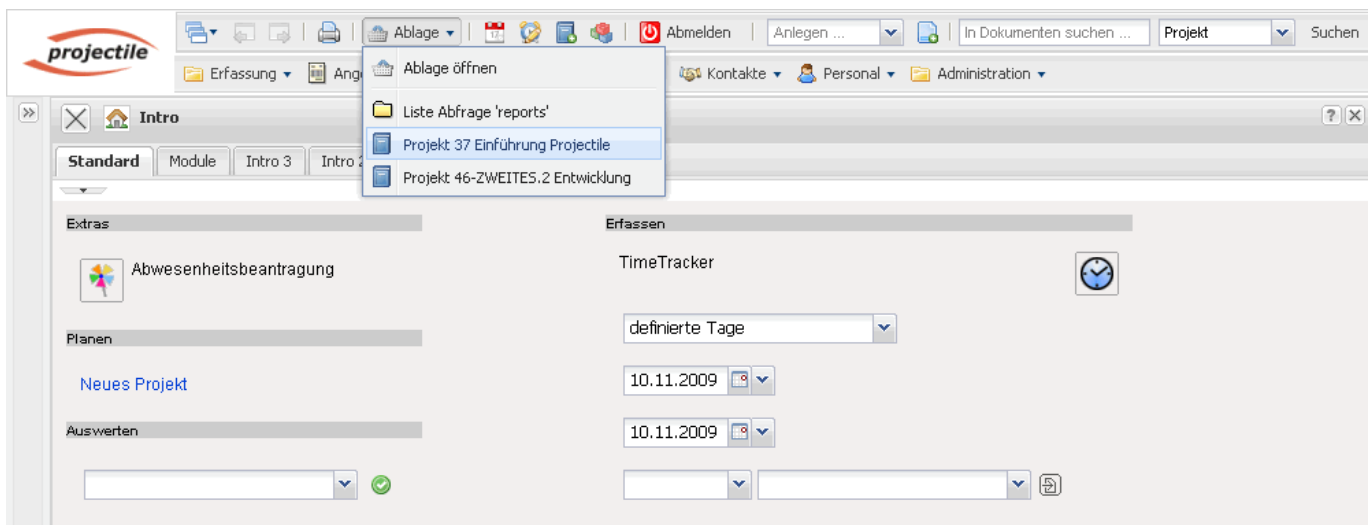 projectile
Ablage
Abmelden
Anlegen ...
In Dokumenten suchen ...
Projekt
Suchen
Erfassung
Kontakte
Personal
Administration
Ablage öffnen
Liste Abfrage 'reports'
Projekt 37 Einführung Projectile
Projekt 46-ZWEITES.2 Entwicklung
Intro
Standard
Module
Intro 3
Intro
Extras
Erfassen
Abwesenheitsbeantragung
TimeTracker
definierte Tage
Planen
Neues Projekt
10.11.2009
Auswerten
10.11.2009